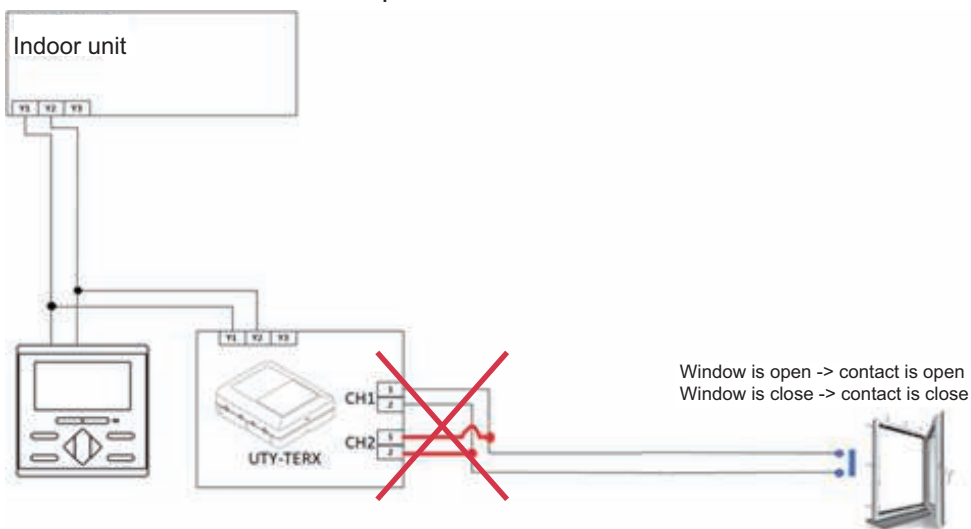 Indoor unit
Y1 Y2 Y3
Y1 Y2 Y3
CH1
1
2
CH2
1
2
UTY-TERX
Window is open -> contact is open
Window is close -> contact is close